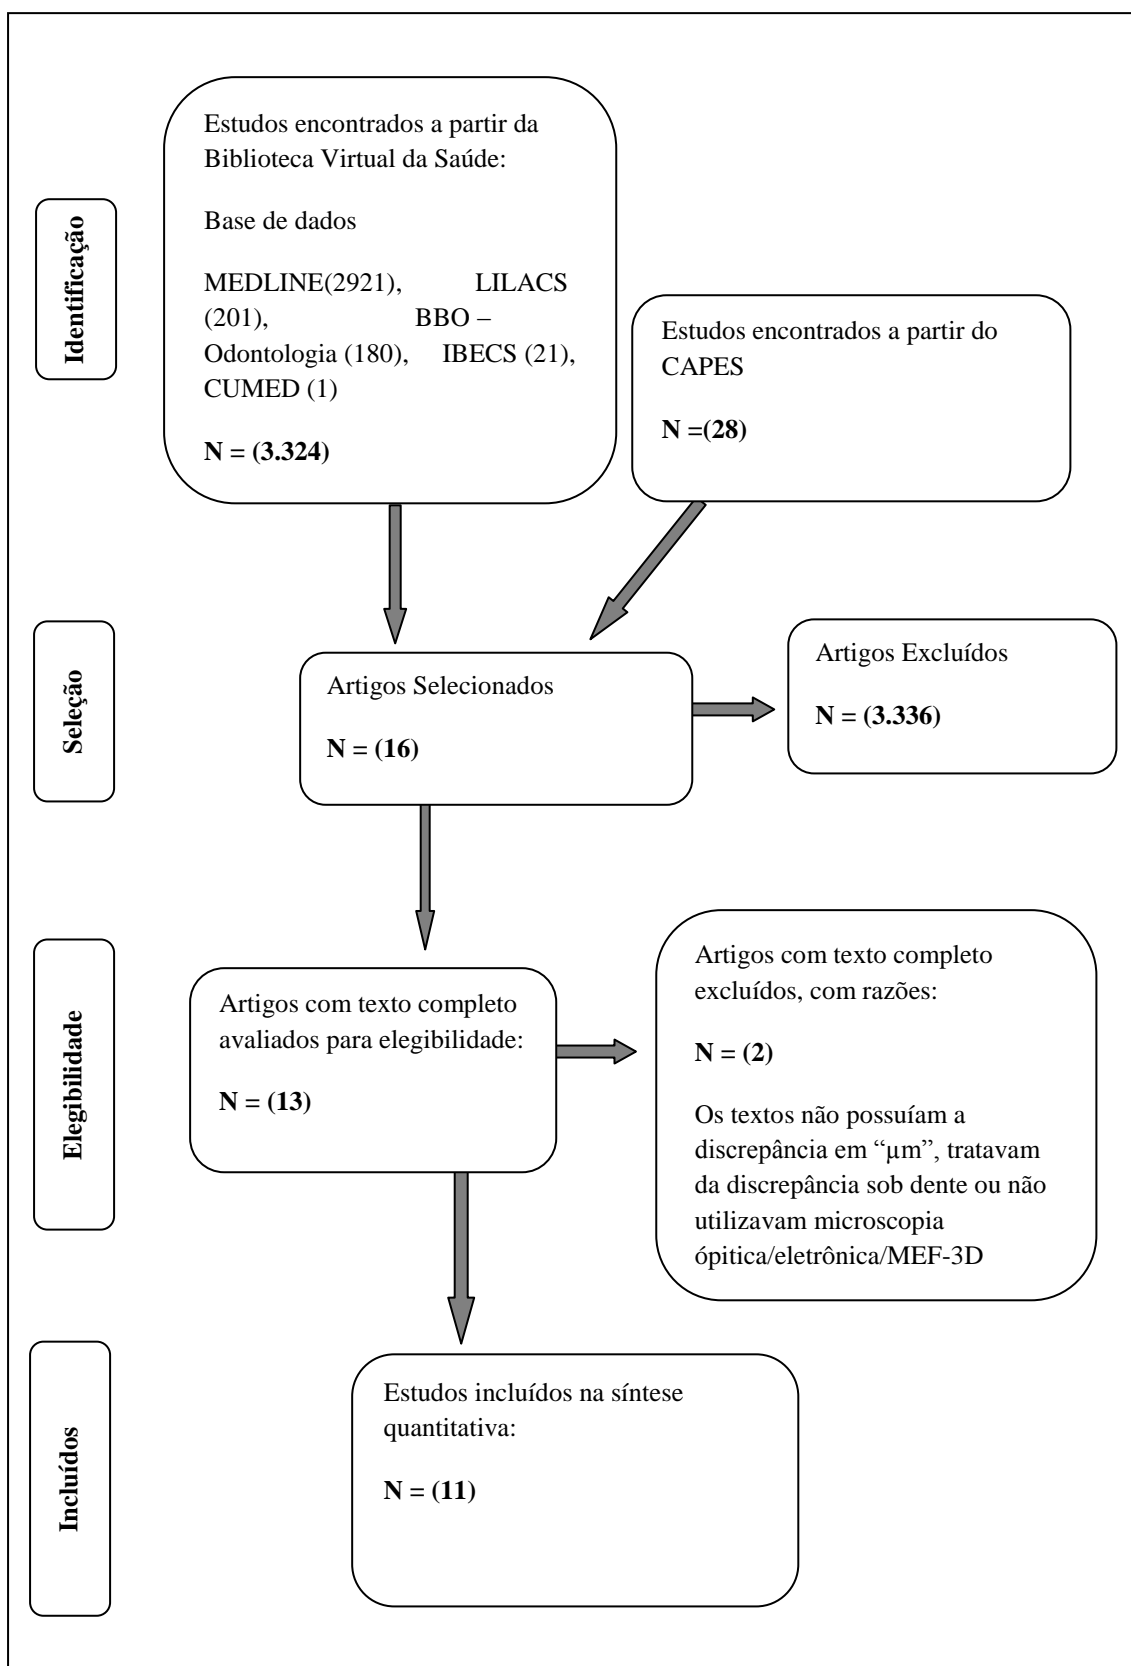 Identificação
Estudos encontrados a partir da
Biblioteca Virtual da Saúde:
Base de dados
MEDLINE(2921), LILACS
(201), BBO –
Odontologia (180), IBECS (21),
CUMED (1)
N = (3.324)
Estudos encontrados a partir do
CAPES
N =(28)
Seleção
Artigos Selecionados
N = (16)
Artigos Excluídos
N = (3.336)
Elegibilidade
Artigos com texto completo
avaliados para elegibilidade:
N = (13)
Artigos com texto completo
excluídos, com razões:
N = (2)
Os textos não possuíam a
discrepância em “µm”, tratavam
da discrepância sob dente ou não
utilizavam microscopia
ópitica/eletrônica/MEF-3D
Incluídos
Estudos incluídos na síntese
quantitativa:
N = (11)